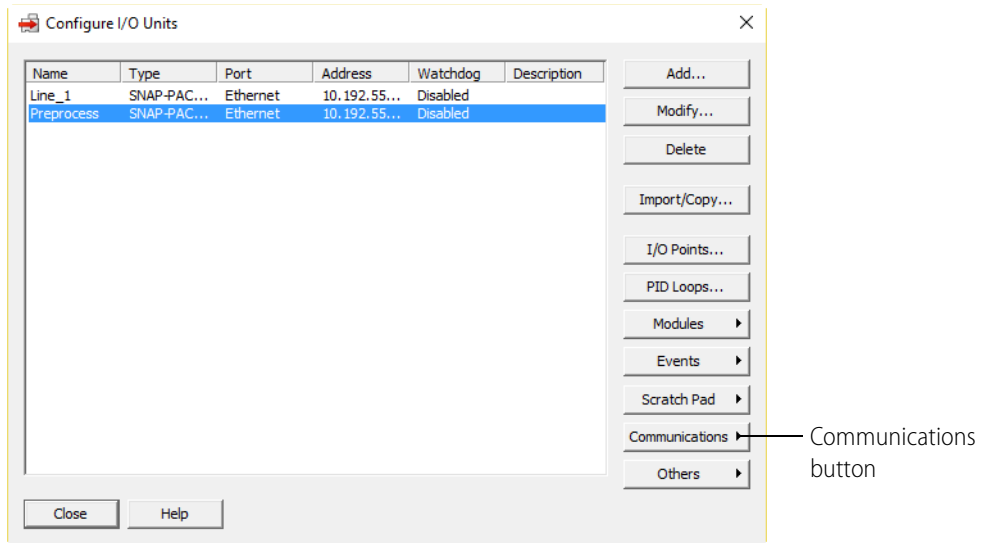 Configure I/O Units
Name Type Port Address Watchdog Description
Line_1 SNAP-PAC... Ethernet 10.192.55... Disabled
Preprocess SNAP-PAC... Ethernet 10.192.55... Disabled
Add...
Modify...
Delete
Import/Copy...
I/O Points...
PID Loops...
Modules
Events
Scratch Pad
Communications
Others
Communications
button
Close Help